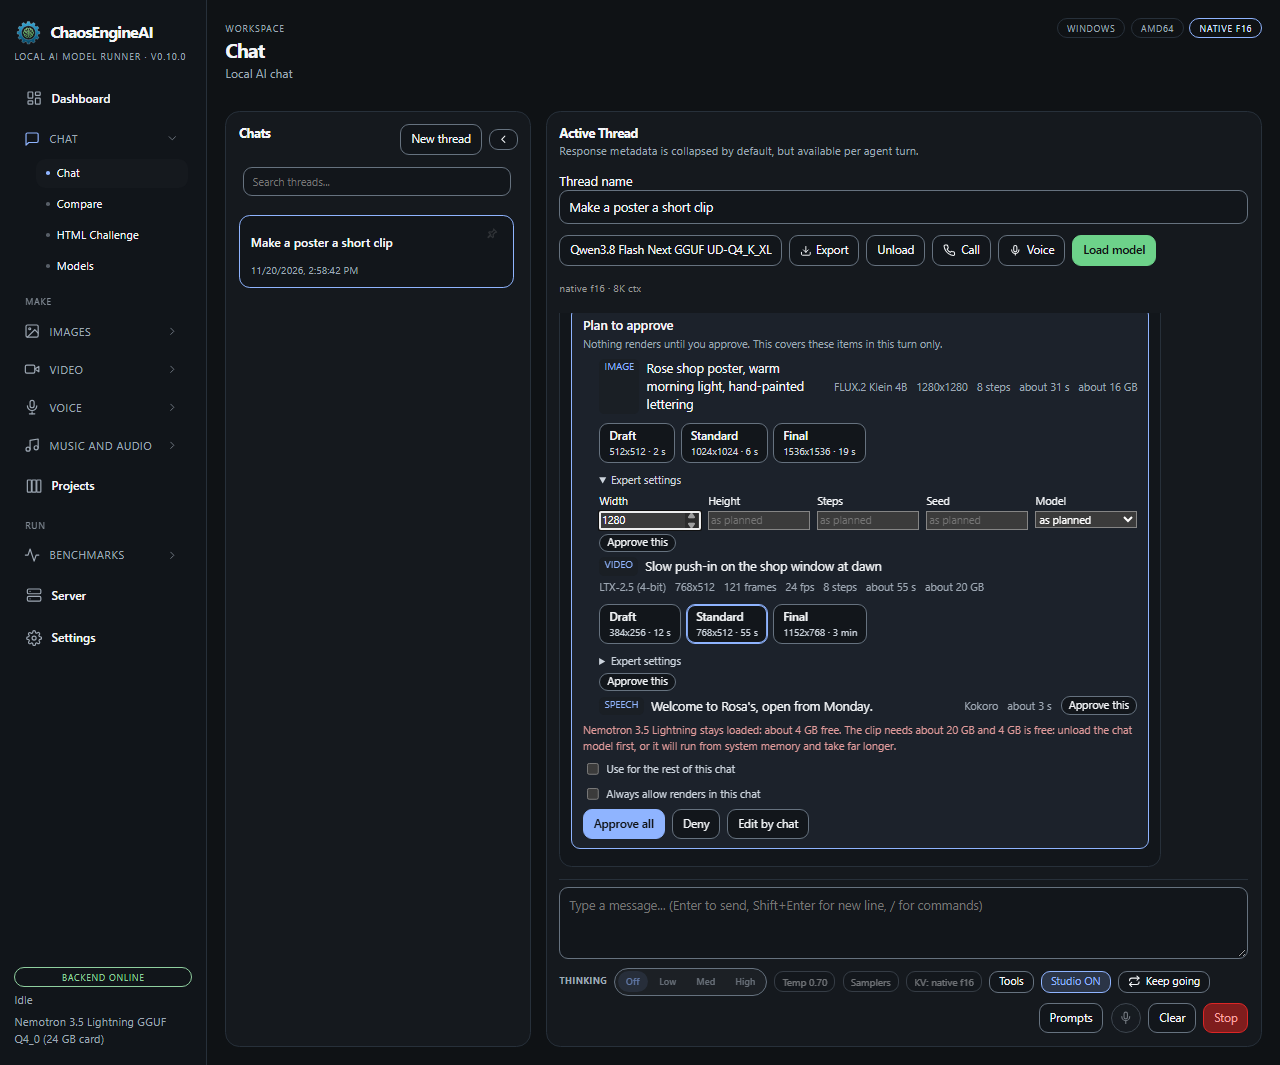 ChaosEngineAI
LOCAL AI MODEL RUNNER · V0.10.0
Dashboard
CHAT
Chat
Compare
HTML Challenge
Models
MAKE
IMAGES
VIDEO
VOICE
MUSIC AND AUDIO
Projects
RUN
BENCHMARKS
Server
Settings
BACKEND ONLINE
Idle
Nemotron 3.5 Lightning GGUF
Q4_0 (24 GB card)
WORKSPACE
Chat
Local AI chat
WINDOWS
AMD64
NATIVE F16
Chats
New thread
Search threads...
Make a poster a short clip
11/20/2026, 2:58:42 PM
Active Thread
Response metadata is collapsed by default, but available per agent turn.
Thread name
Make a poster a short clip
Qwen3.8 Flash Next GGUF UD-Q4_K_XL
Export
Unload
Call
Voice
Load model
native f16 · 8K ctx
Plan to approve
Nothing renders until you approve. This covers these items in this turn only.
IMAGE
Rose shop poster, warm
morning light, hand-painted
lettering
FLUX.2 Klein 4B 1280x1280 8 steps about 31 s about 16 GB
Draft
512x512 · 2 s
Standard
1024x1024 · 6 s
Final
1536x1536 · 19 s
Expert settings
Width
Height
Steps
Seed
Model
1280
as planned
as planned
as planned
as planned
Approve this
VIDEO
Slow push-in on the shop window at dawn
LTX-2.5 (4-bit) 768x512 121 frames 24 fps 8 steps about 55 s about 20 GB
Draft
384x256 · 12 s
Standard
768x512 · 55 s
Final
1152x768 · 3 min
Expert settings
Approve this
SPEECH
Welcome to Rosa's, open from Monday.
Kokoro about 3 s
Approve this
Nemotron 3.5 Lightning stays loaded: about 4 GB free. The clip needs about 20 GB and 4 GB is free: unload the chat
model first, or it will run from system memory and take far longer.
Use for the rest of this chat
Always allow renders in this chat
Approve all
Deny
Edit by chat
Type a message... (Enter to send, Shift+Enter for new line, / for commands)
THINKING
Off
Low
Med
High
Temp 0.70
Samplers
KV: native f16
Tools
Studio ON
Keep going
Prompts
Clear
Stop